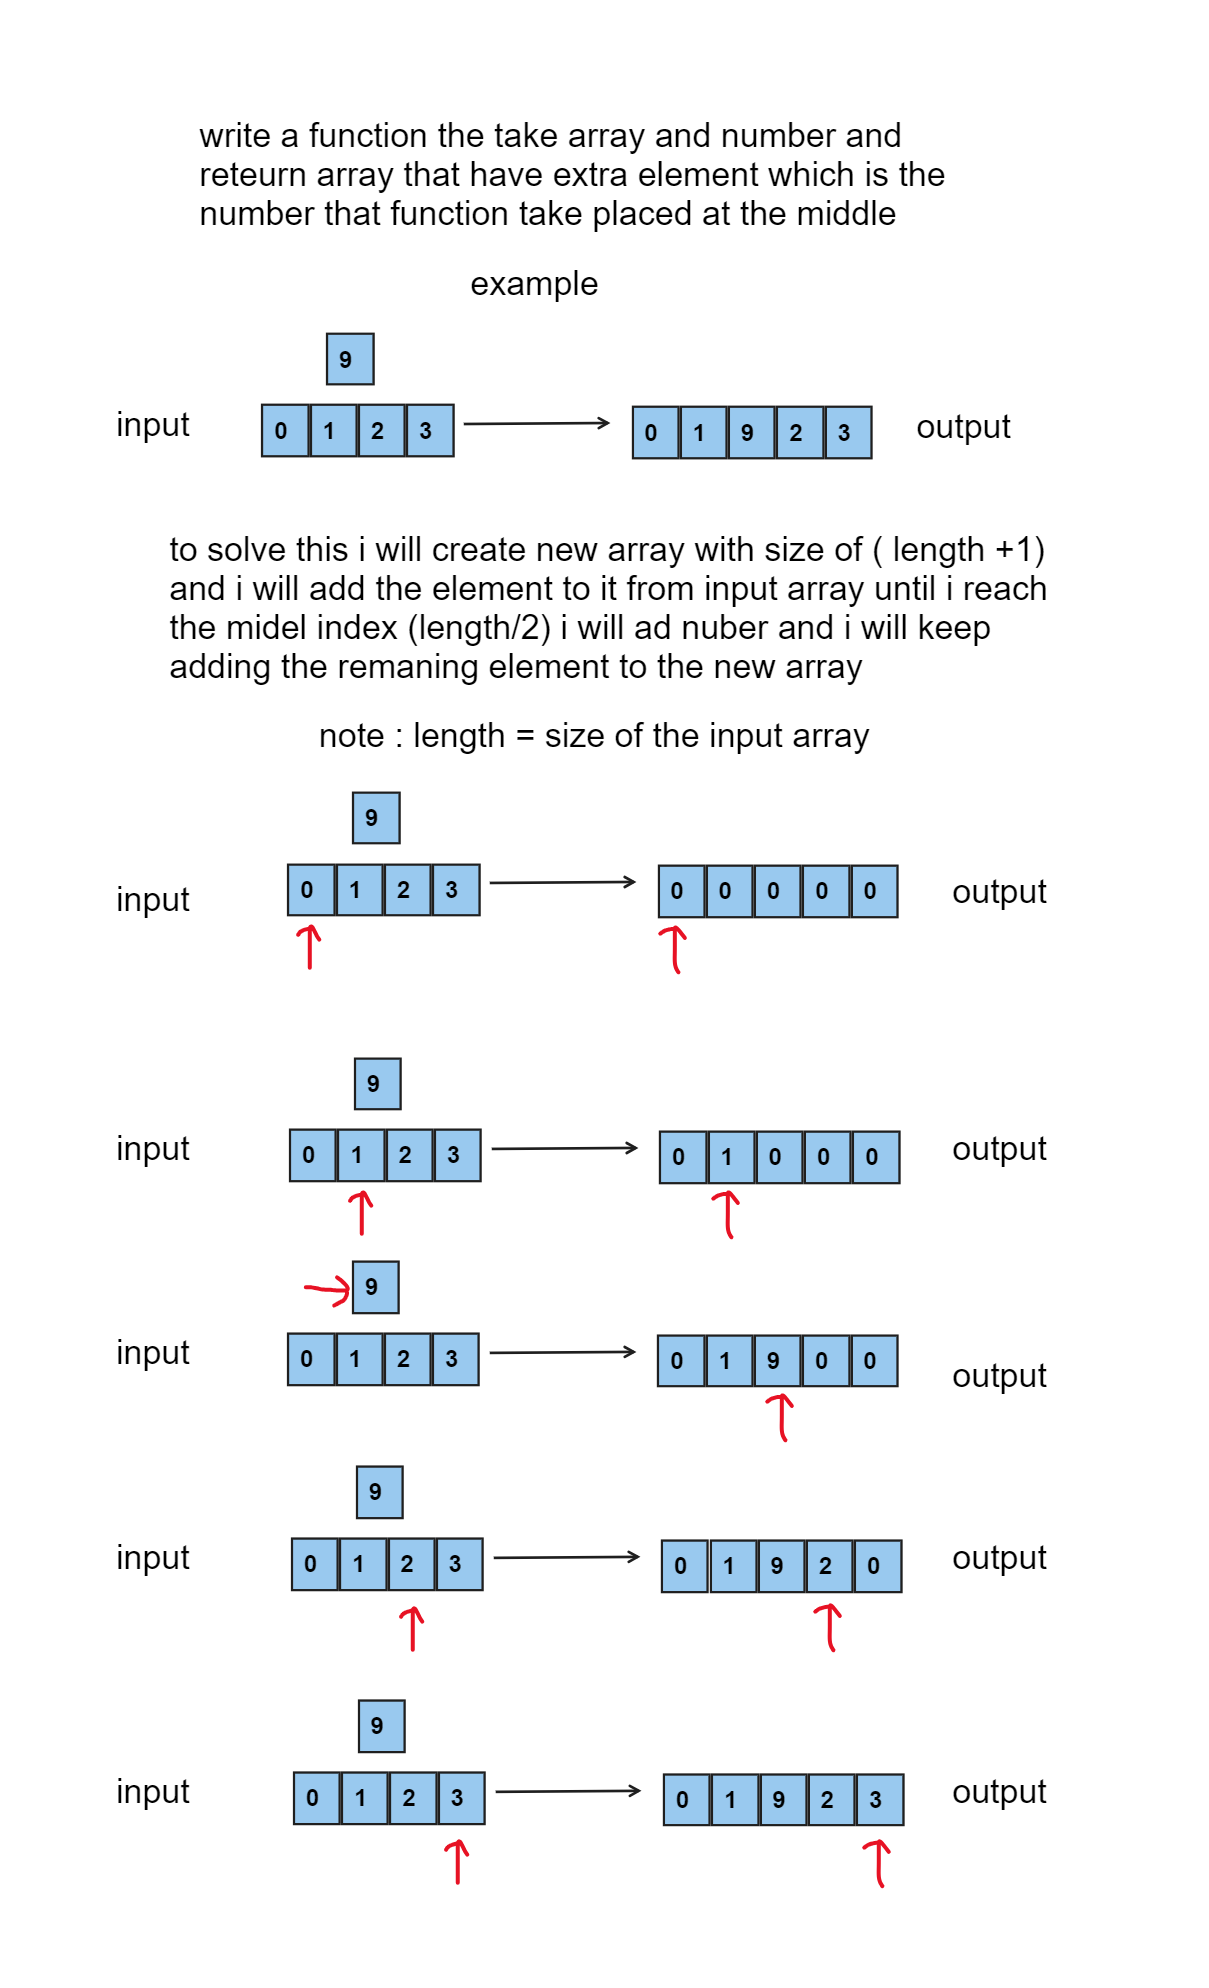 write a function the take array and number and
reteurn array that have extra element which is the
number that function take placed at the middle
example
9
input 0 1 2 3 0 1 9 2 3 output
to solve this i will create new array with size of ( length +1)
and i will add the element to it from input array until i reach
the midel index (length/2) i will ad nuber and i will keep
adding the remaning element to the new array
note : length = size of the input array
9
input 0 1 2 3 0 0 0 0 0 output
9
input 0 1 2 3 0 1 0 0 0 output
9
input 0 1 2 3 0 1 9 0 0 output
9
input 0 1 2 3 0 1 9 2 0 output
9
input 0 1 2 3 0 1 9 2 3 output